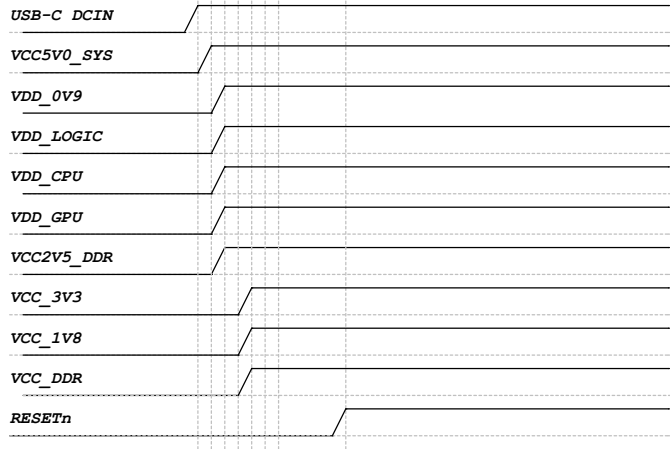 USB-C DCIN
VCC5V0_SYS
VDD_0V9
VDD_LOGIC
VDD_CPU
VDD_GPU
VCC2V5_DDR
VCC_3V3
VCC_1V8
VCC_DDR
RESETn